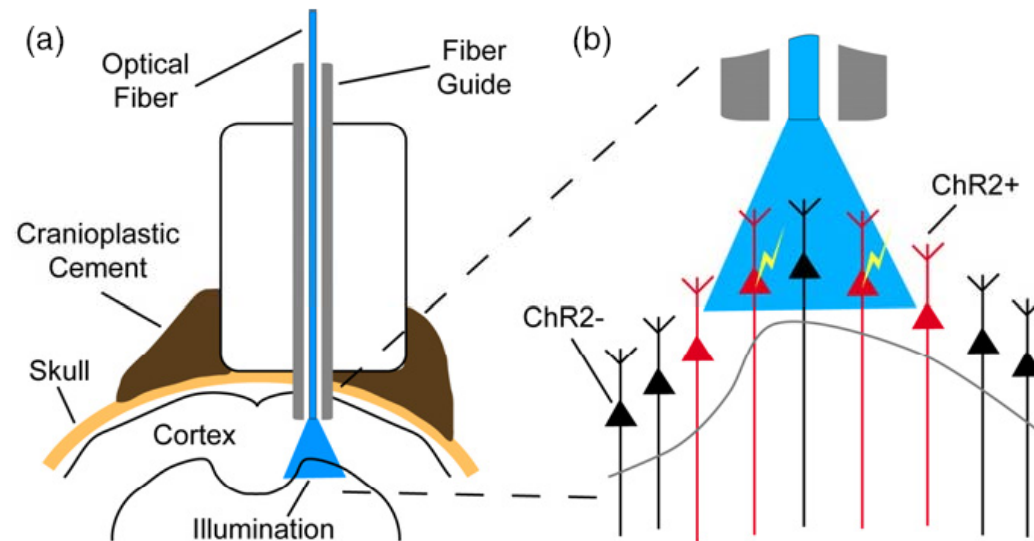 (a)
Optical
Fiber
Fiber
Guide
Cranioplastic
Cement
Skull
Cortex
Illumination
(b)
ChR2+
ChR2-